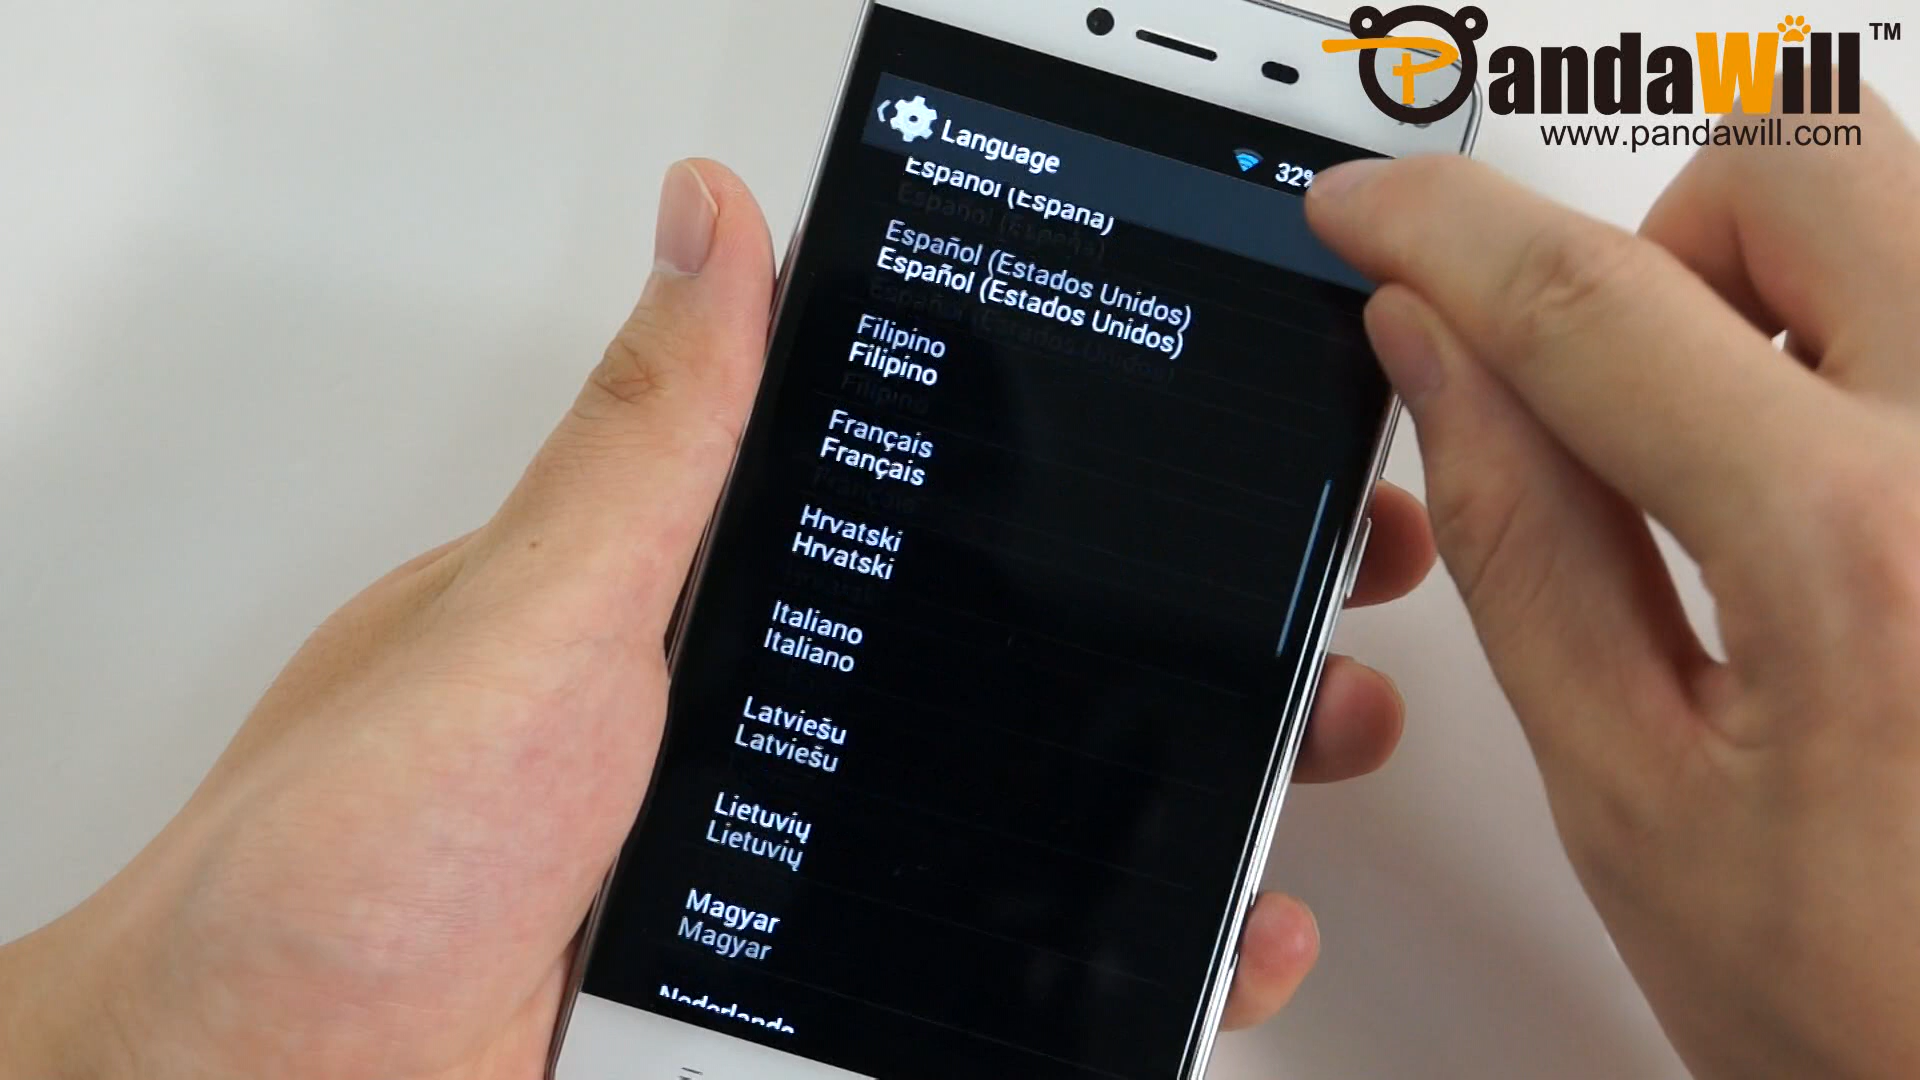 PandaWill™
www.pandawill.com
Language
32%
Español (España)
Español (Estados Unidos)
Español (Estados Unidos)
Filipino
Filipino
Français
Français
Hrvatski
Hrvatski
Italiano
Italiano
Latviešu
Latviešu
Lietuvių
Lietuvių
Magyar
Magyar
Nederlands